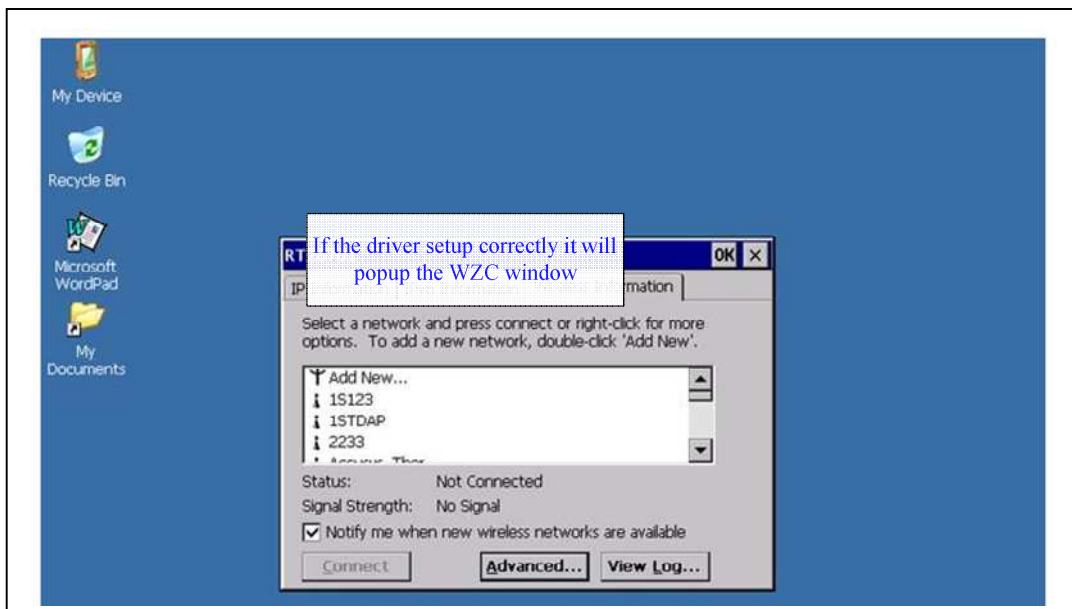 My Device
Recycle Bin
Microsoft
WordPad
My
Documents
If the driver setup correctly it will
popup the WZC window
RT
OK
IP
rmation
Select a network and press connect or right-click for more
options. To add a new network, double-click 'Add New'.
Add New...
1S123
1STDAP
2233
Status: Not Connected
Signal Strength: No Signal
Notify me when new wireless networks are available
Connect
Advanced...
View Log...